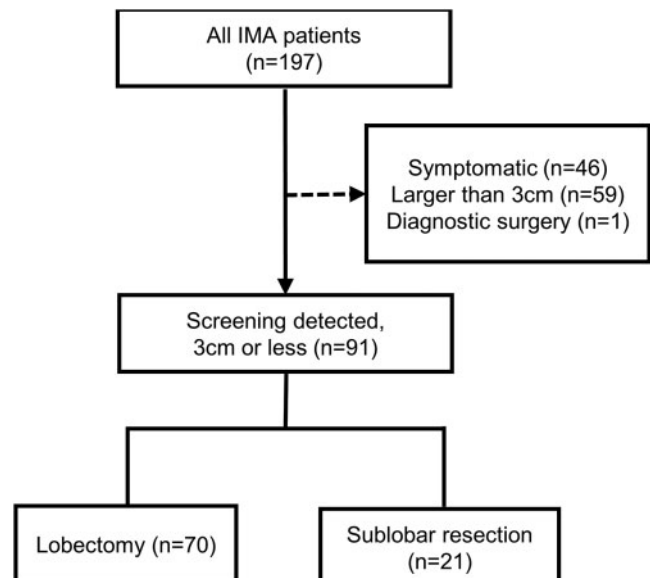 All IMA patients
(n=197)
Symptomatic (n=46)
Larger than 3cm (n=59)
Diagnostic surgery (n=1)
Screening detected,
3cm or less (n=91)
Lobectomy (n=70)
Sublobar resection
(n=21)